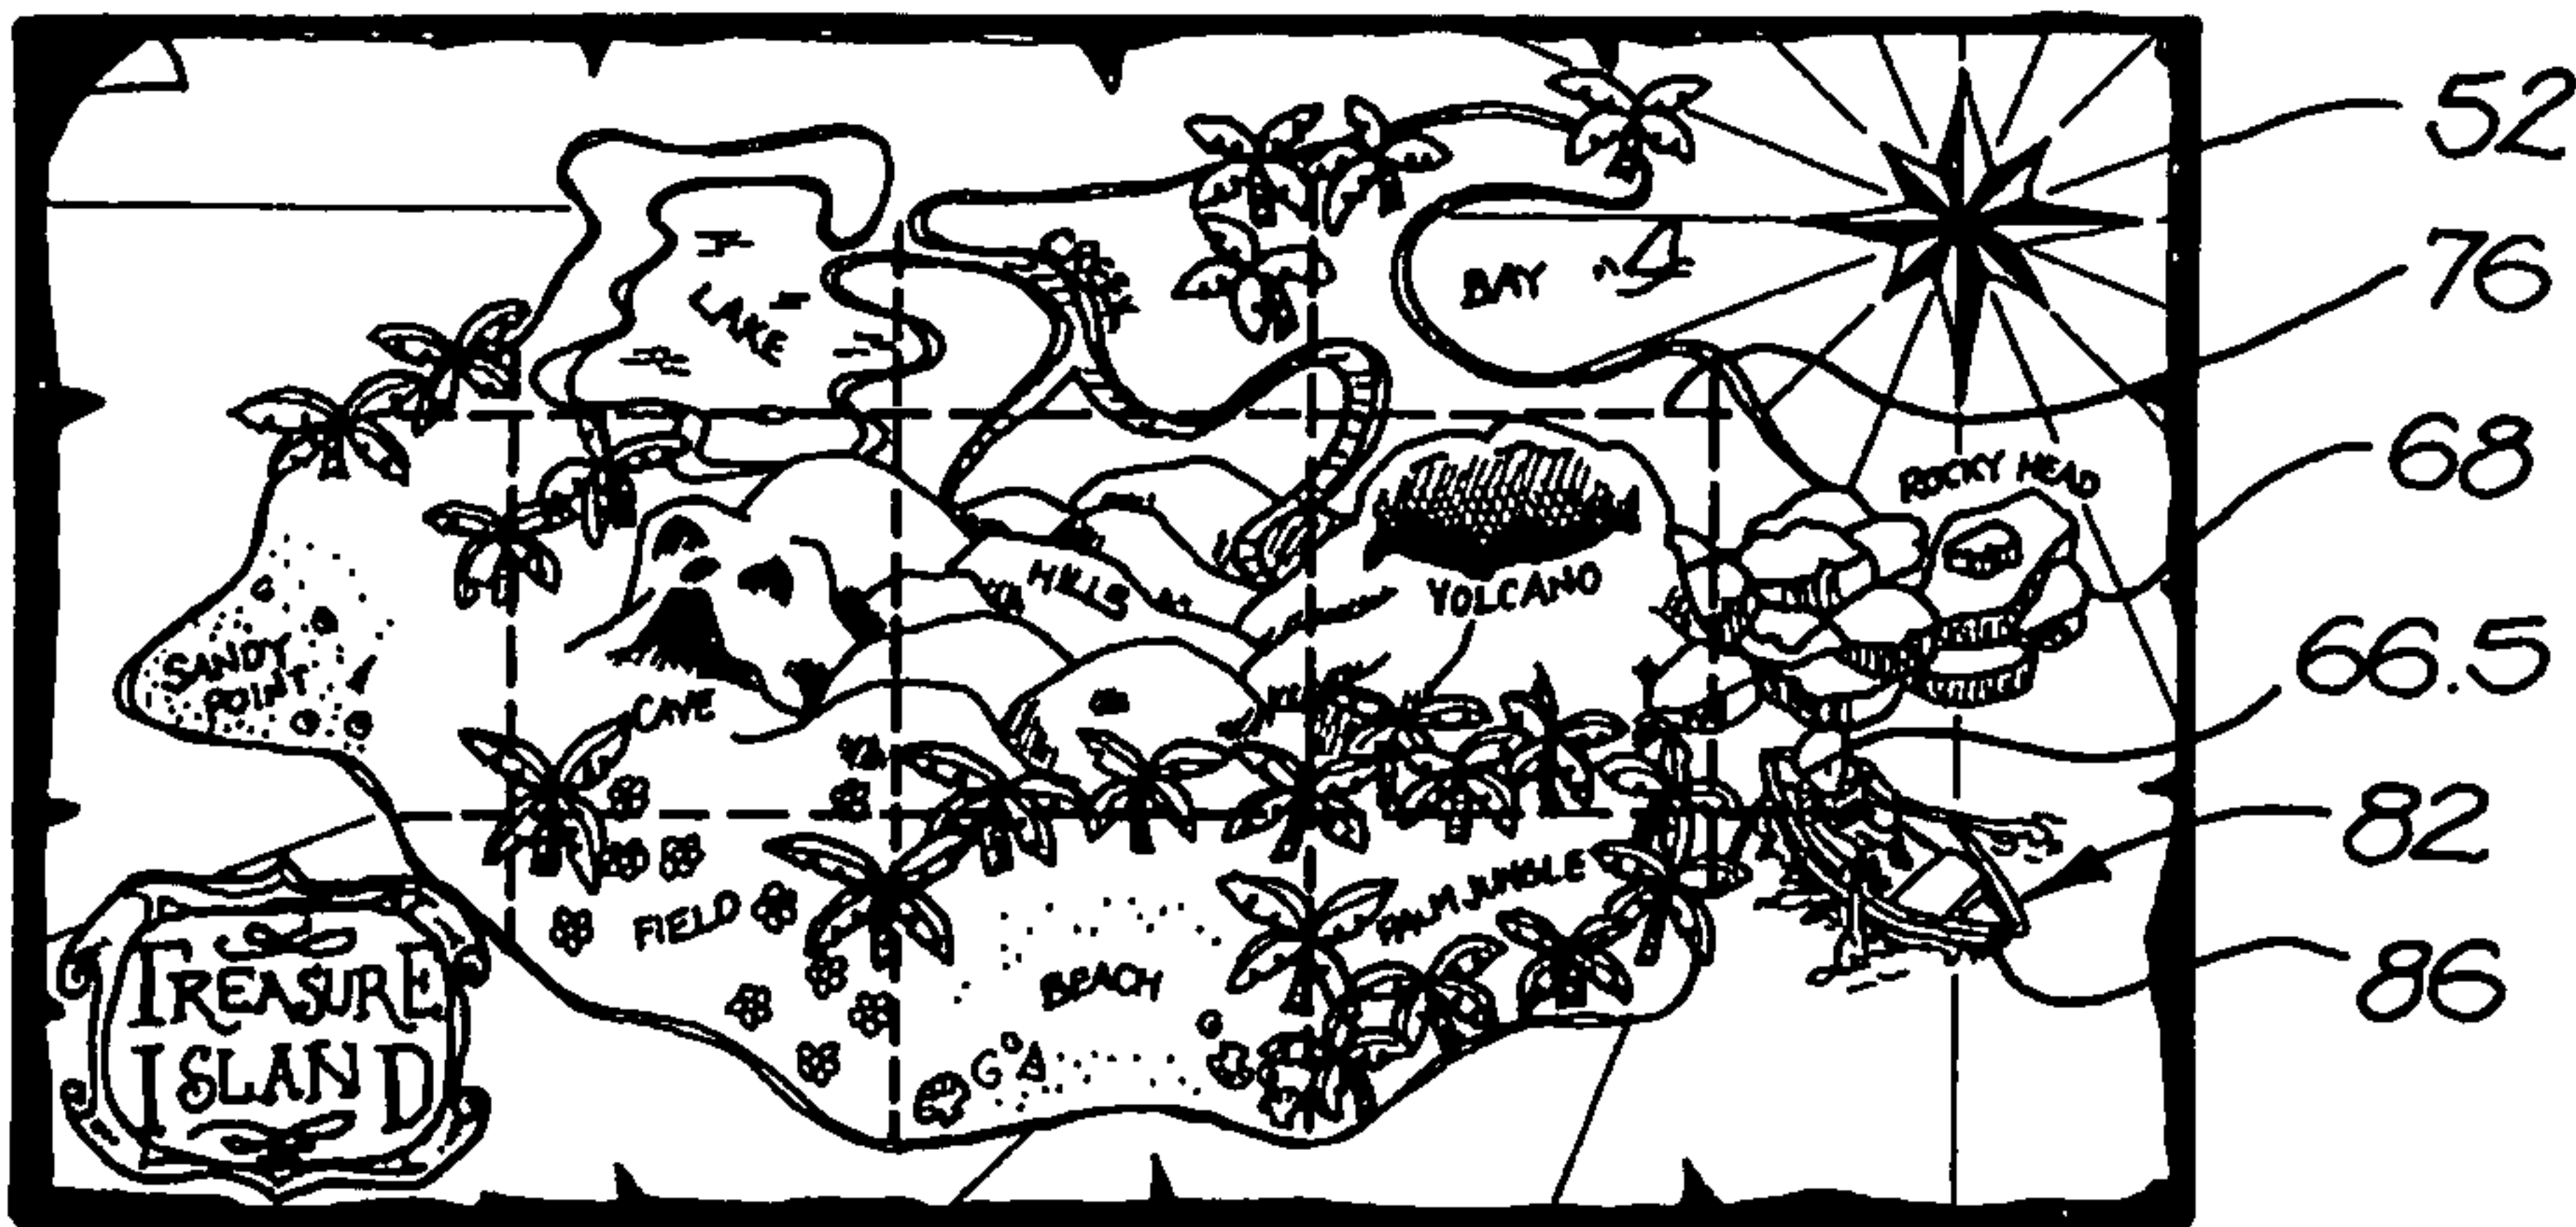 52
76
LAKE
BAY
68
ROCKY HEAD
HILLS
VOLCANO
66.5
SANDY
POINT
CAVE
82
PALM JUNGLE
FIELD
86
BEACH
TREASURE
ISLAND